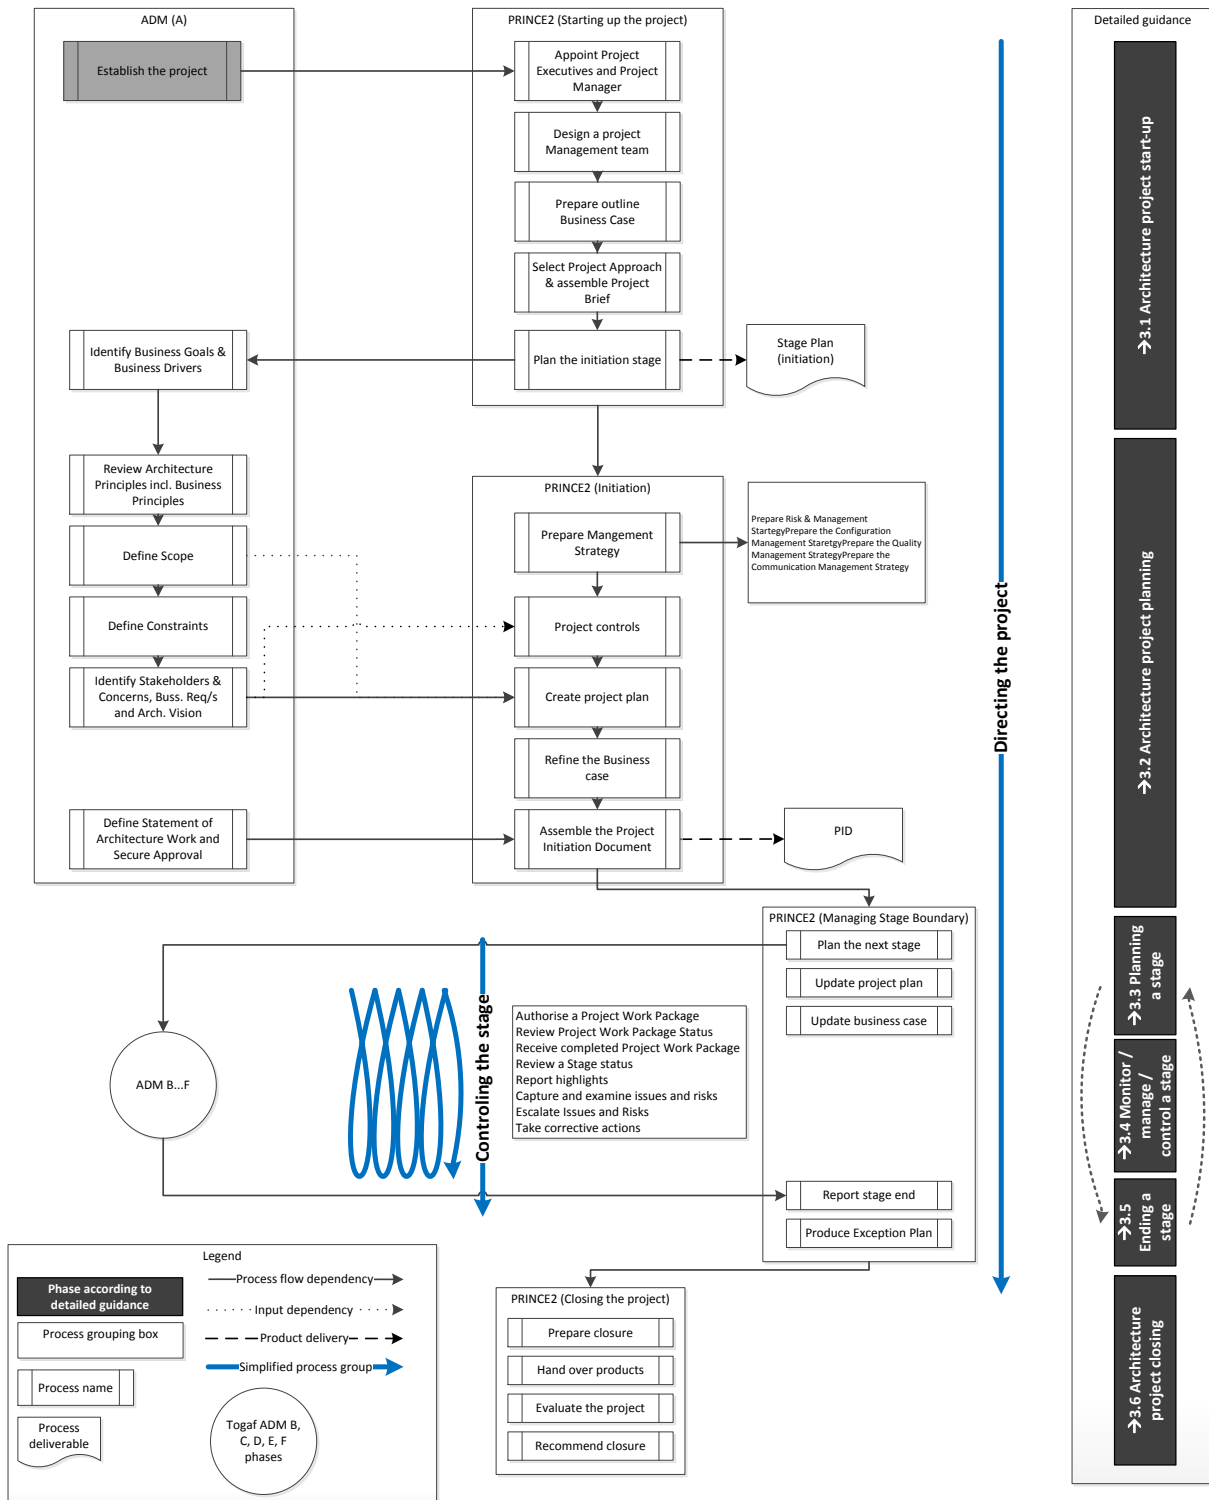 ADM (A)
Establish the project
Identify Business Goals &
Business Drivers
Review Architecture
Principles incl. Business
Principles
Define Scope
Define Constraints
Identify Stakeholders &
Concerns, Buss. Req/s
and Arch. Vision
Define Statement of
Architecture Work and
Secure Approval
PRINCE2 (Starting up the project)
Appoint Project
Executives and Project
Manager
Design a project
Management team
Prepare outline
Business Case
Select Project Approach
& assemble Project
Brief
Plan the initiation stage
Stage Plan
(initiation)
PRINCE2 (Initiation)
Prepare Mangement
Strategy
Prepare Risk & Management
StartegyPrepare the Configuration
Management StaretgyPrepare the Quality
Management StrategyPrepare the
Communication Management Strategy
Project controls
Create project plan
Refine the Business
case
Assemble the Project
Initiation Document
PID
PRINCE2 (Managing Stage Boundary)
Plan the next stage
Update project plan
Update business case
Report stage end
Produce Exception Plan
ADM B...F
Controling the stage
Authorise a Project Work Package
Review Project Work Package Status
Receive completed Project Work Package
Review a Stage status
Report highlights
Capture and examine issues and risks
Escalate Issues and Risks
Take corrective actions
PRINCE2 (Closing the project)
Prepare closure
Hand over products
Evaluate the project
Recommend closure
Directing the project
Detailed guidance
→3.1 Architecture project start-up
→3.2 Architecture project planning
→3.3 Planning
a stage
→3.4 Monitor /
manage /
control a stage
→3.5
Ending a
stage
→3.6 Architecture
project closing
Legend
Phase according to
detailed guidance
Process grouping box
Process name
Process
deliverable
Process flow dependency
Input dependency
Product delivery
Simplified process group
Togaf ADM B,
C, D, E, F
phases